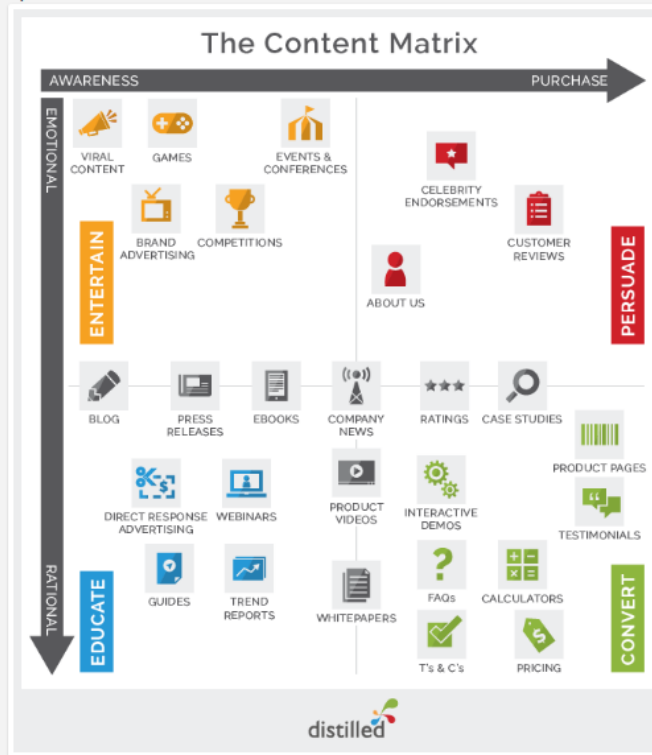 The Content Matrix
AWARENESS
PURCHASE
EMOTIONAL
RATIONAL
VIRAL
CONTENT
GAMES
EVENTS &
CONFERENCES
BRAND
ADVERTISING
COMPETITIONS
ENTERTAIN
CELEBRITY
ENDORSEMENTS
CUSTOMER
REVIEWS
ABOUT US
PERSUADE
BLOG
PRESS
RELEASES
EBOOKS
COMPANY
NEWS
RATINGS
CASE STUDIES
DIRECT RESPONSE
ADVERTISING
WEBINARS
GUIDES
TREND
REPORTS
EDUCATE
PRODUCT
VIDEOS
WHITEPAPERS
INTERACTIVE
DEMOS
PRODUCT PAGES
TESTIMONIALS
FAQs
CALCULATORS
T's & C's
PRICING
CONVERT
distilled